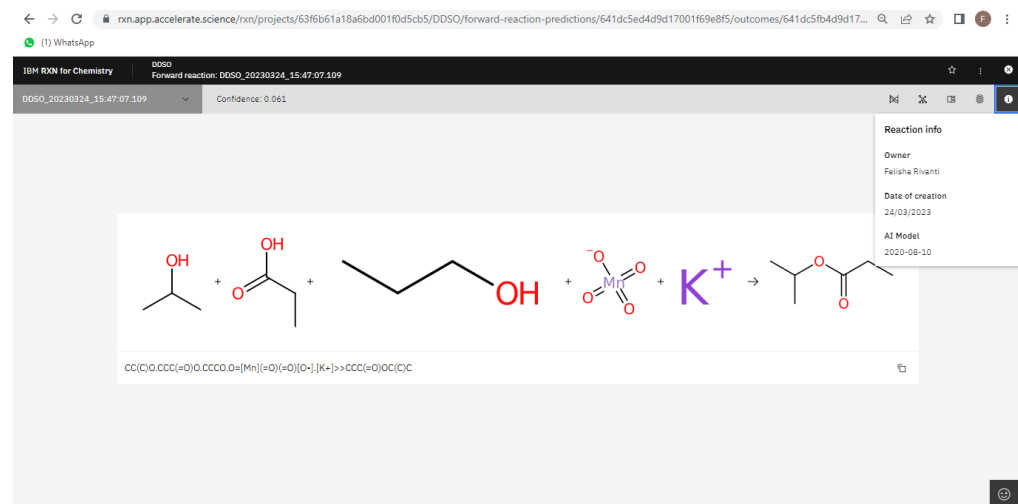 rxn.app.accelerate.science/rxn/projects/63f6b61a18a6bd001f0d5cb5/DDSO/forward-reaction-predictions/641dc5ed4d9d17001f69e8f5/outcomes/641dc5fb4d9d17...
F
(1) WhatsApp
IBM RXN for Chemistry
DDSO
Forward reaction: DDSO_20230324_15:47:07.109
DDSO_20230324_15:47:07.109
Confidence: 0.061
Reaction info
Owner
Felisha Rivanti
Date of creation
24/03/2023
AI Model
2020-08-10
OH + O OH + OH + -O Mn O O O + K+ → O O
CC(C)O.CCC(=O)O.CCCO.O=[Mn](=O)(=O)[O-].[K+]>>CCC(=O)OC(C)C